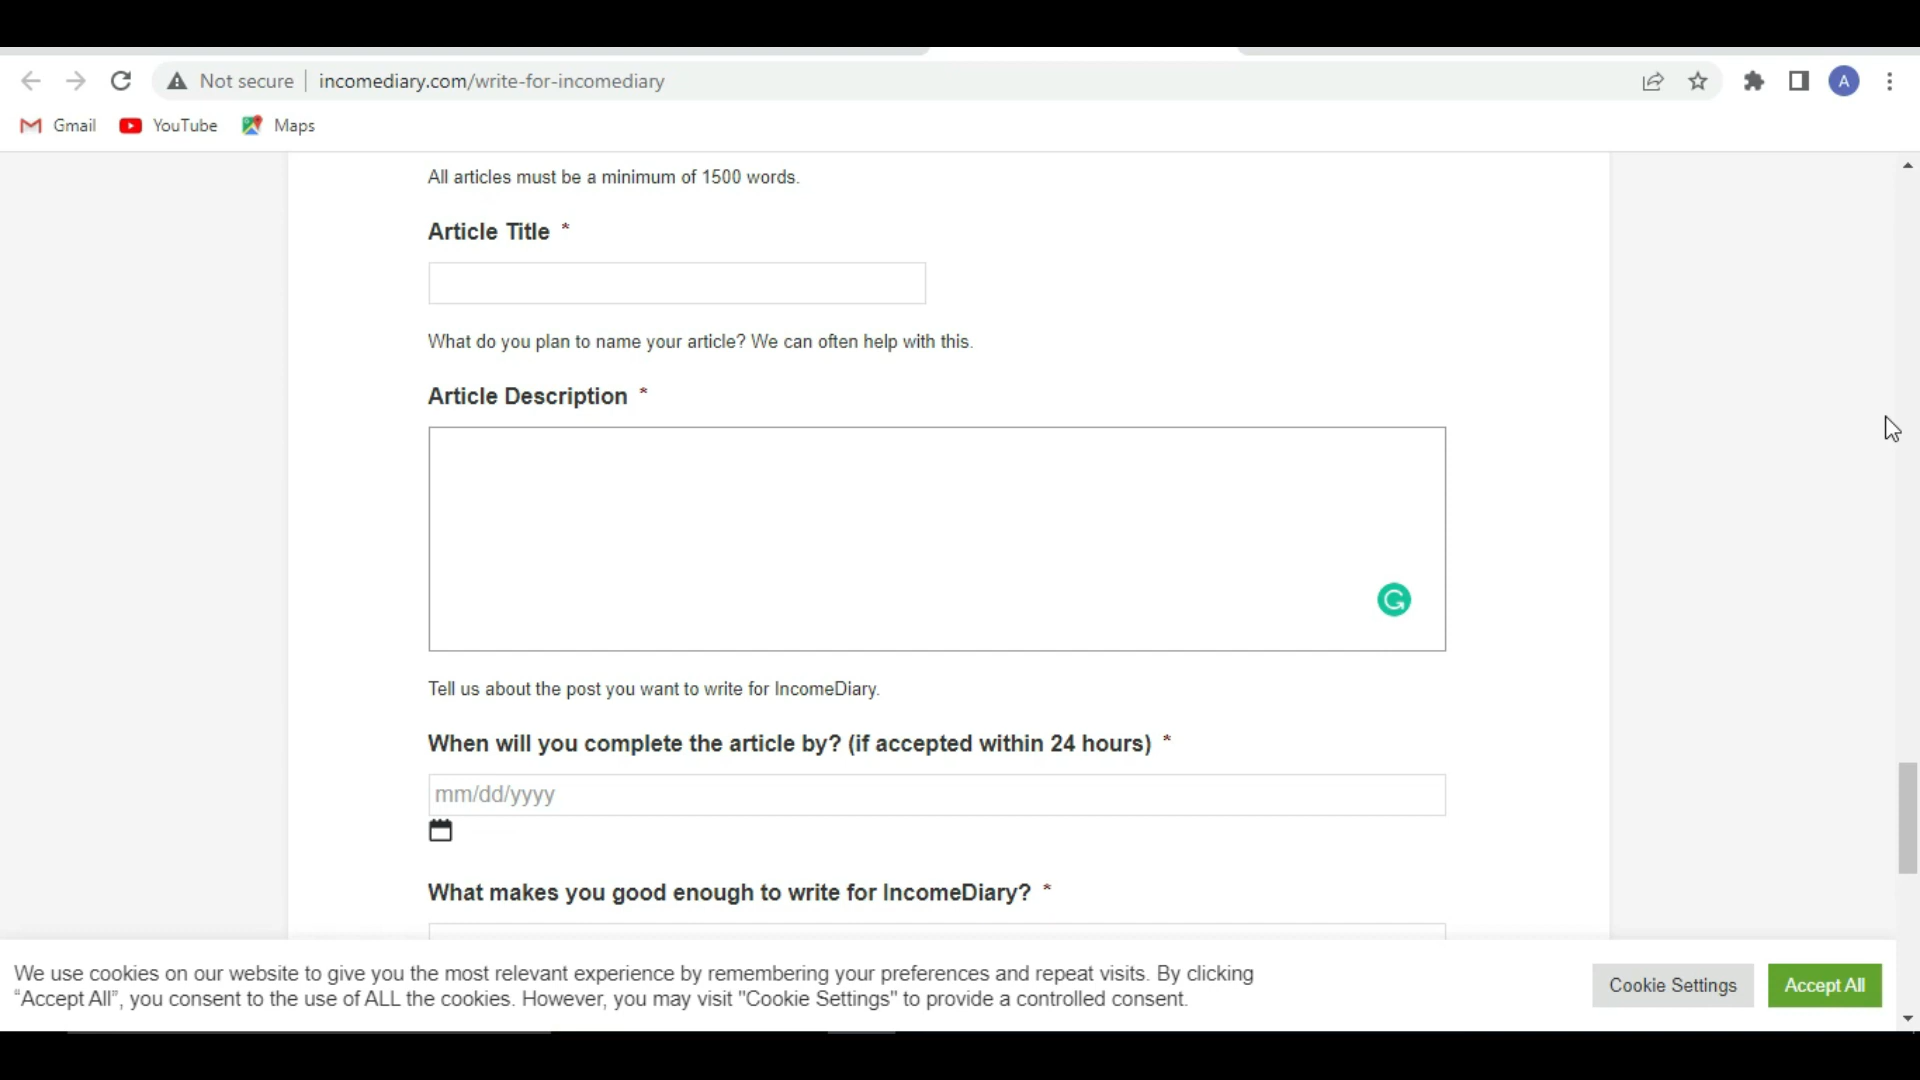 Not secure incomediary.com/write-for-incomediary A
Gmail YouTube Maps
All articles must be a minimum of 1500 words.
Article Title *
What do you plan to name your article? We can often help with this.
Article Description *
Tell us about the post you want to write for IncomeDiary.
When will you complete the article by? (if accepted within 24 hours) *
mm/dd/yyyy
What makes you good enough to write for IncomeDiary? *
We use cookies on our website to give you the most relevant experience by remembering your preferences and repeat visits. By clicking
“Accept All”, you consent to the use of ALL the cookies. However, you may visit "Cookie Settings" to provide a controlled consent.
Cookie Settings Accept All